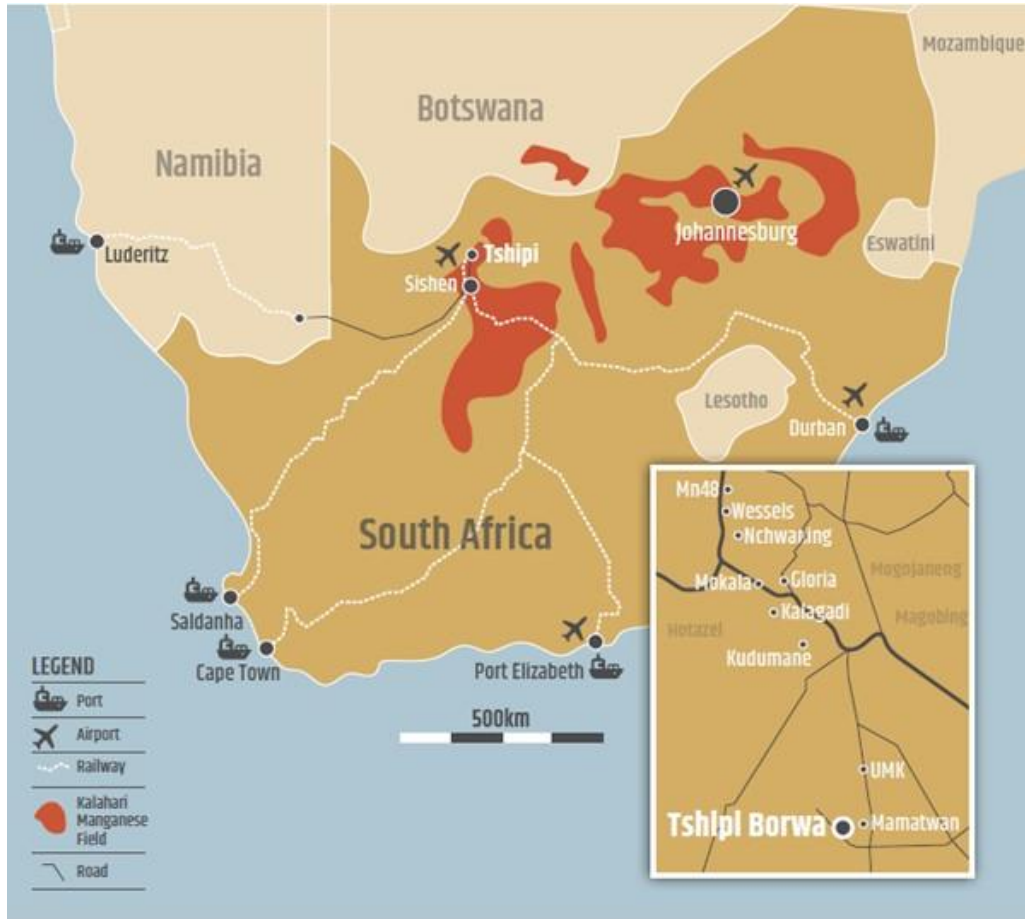 Mozambique
Botswana
Namibia
Johannesburg
Eswatini
Luderitz
Tshipi
Sishen
Lesotho
Durban
South Africa
Saldanha
Cape Town
Port Elizabeth
500km
LEGEND
Port
Airport
Railway
Kalahari
Manganese
Field
Road
Mn48
Wessels
Nchwaning
Mogojaneng
Mokala
Gloria
Kalagadi
Magobing
Hotazel
Kudumane
UMK
Tshipi Borwa
Mamatwan